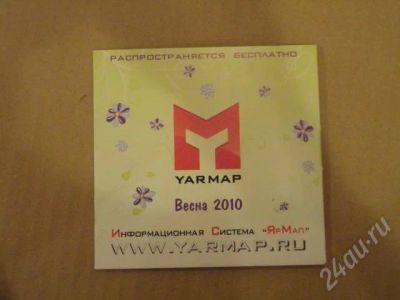 РАСПРОСТРАНЯЕТСЯ БЕСПЛАТНО
YARMAP
Весна 2010
Информационная Система "ЯрМап"
WWW.YARMAP.RU
24au.ru